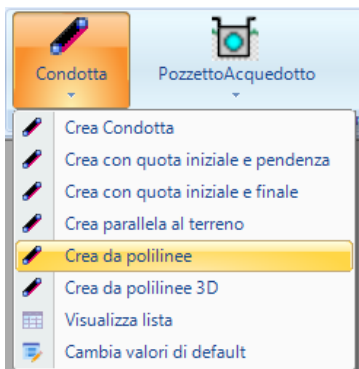 Condotta
PozzettoAcquedotto
Crea Condotta
Crea con quota iniziale e pendenza
Crea con quota iniziale e finale
Crea parallela al terreno
Crea da polilinee
Crea da polilinee 3D
Visualizza lista
Cambia valori di default